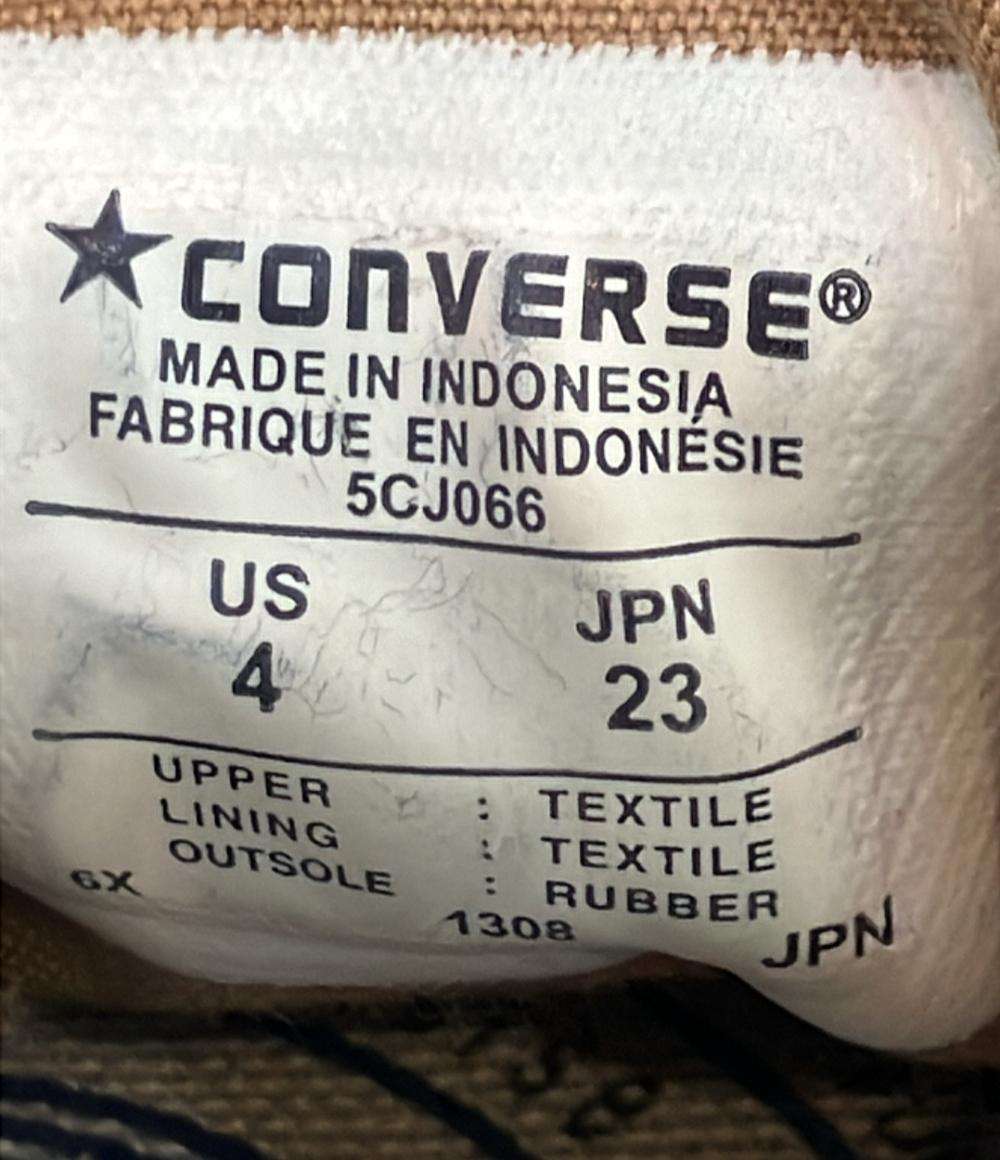 CONVERSE®
MADE IN INDONESIA
FABRIQUE EN INDONÉSIE
5CJ066
US JPN
4 23
UPPER : TEXTILE
LINING : TEXTILE
OUTSOLE : RUBBER
6X 1308 JPN